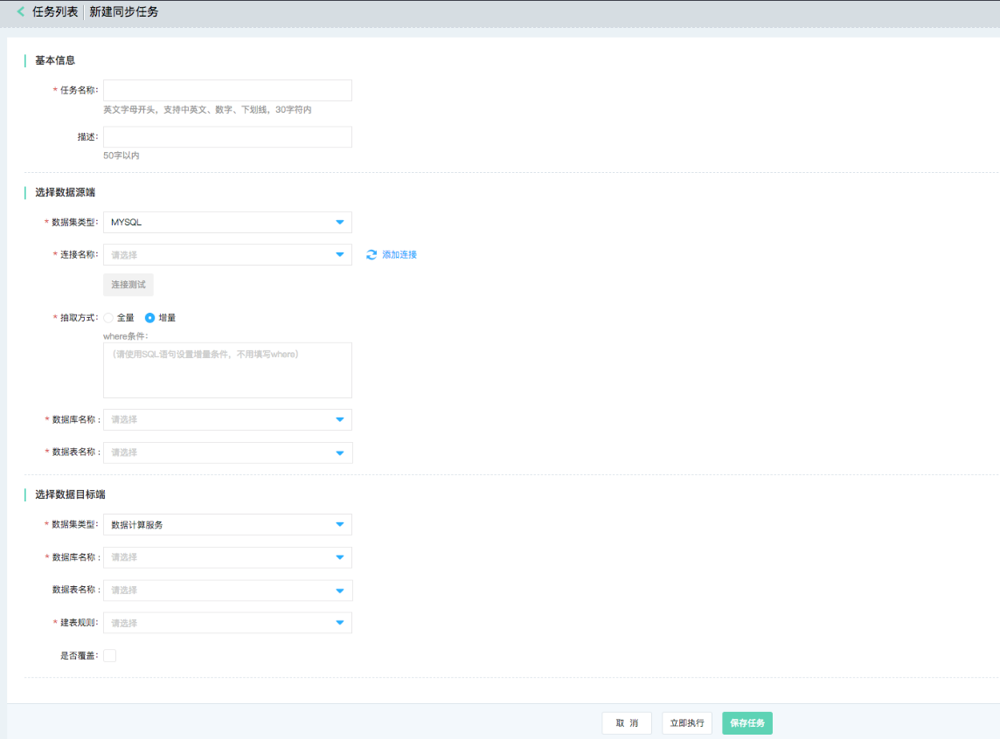 任务列表 新建同步任务
基本信息
* 任务名称:
英文字母开头，支持中英文、数字、下划线，30字符内
描述:
50字以内
选择数据源端
* 数据集类型: MYSQL
* 连接名称: 请选择 添加连接
连接测试
* 抽取方式: 全量 增量
where条件:
(请使用SQL语句设置增量条件，不用填写where)
* 数据库名称: 请选择
* 数据表名称: 请选择
选择数据目标端
* 数据集类型: 数据计算服务
* 数据库名称: 请选择
数据表名称: 请选择
* 建表规则: 请选择
是否覆盖:
取 消 立即执行 保存任务